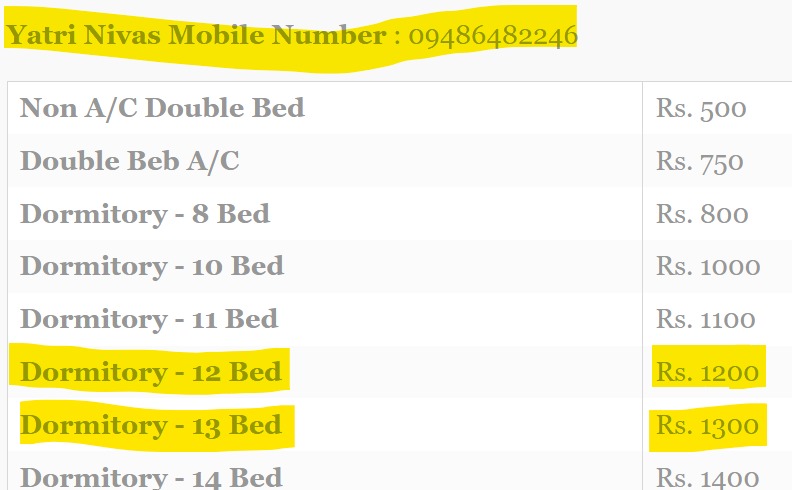 Yatri Nivas Mobile Number : 09486482246
Non A/C Double Bed Rs. 500
Double Beb A/C Rs. 750
Dormitory - 8 Bed Rs. 800
Dormitory - 10 Bed Rs. 1000
Dormitory - 11 Bed Rs. 1100
Dormitory - 12 Bed Rs. 1200
Dormitory - 13 Bed Rs. 1300
Dormitory - 14 Bed Rs. 1400